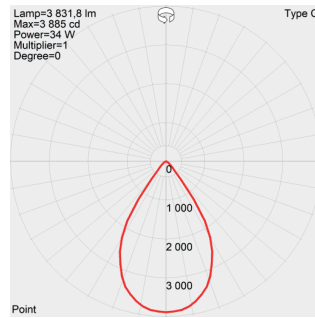 Lamp=3 831,8 lm
Type C
Max=3 885 cd
Power=34 W
Multiplier=1
Degree=0
0
1 000
2 000
3 000
Point